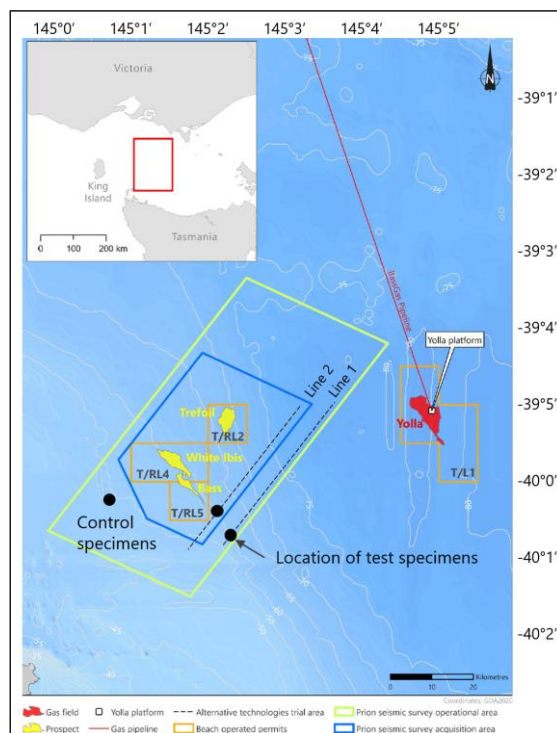 145°0' 145°1' 145°2' 145°3' 145°4' 145°5'
Victoria
King
Island
0 100 200 km
Tasmania
N
-39°1'
-39°2'
-39°3'
-39°4'
-39°5'
-40°0'
-40°1'
-40°2'
BassGas Pipeline
Yolla platform
Yolla
T/L1
Line 2
Line 1
Trefoil
T/RL2
White Ibis
T/RL4
Bass
T/RL5
Control
specimens
Location of test specimens
0 10 20
Kilometres
Coordinates: GDA2020
Gas field Yolla platform Alternative technologies trial area Prion seismic survey operational area
Prospect Gas pipeline Beach operated permits Prion seismic survey acquisition area